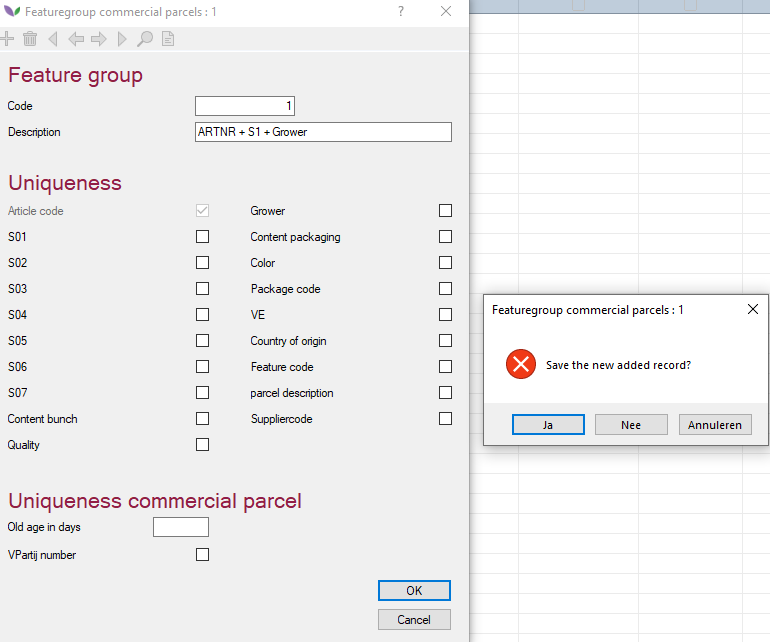 Featuregroup commercial parcels : 1
?
Feature group
Code 1
Description ARTNR + S1 + Grower
Uniqueness
Article code Grower
S01 Content packaging
S02 Color
S03 Package code
S04 VE
S05 Country of origin
S06 Feature code
S07 parcel description
Content bunch Suppliercode
Quality
Uniqueness commercial parcel
Old age in days
VPartij number
OK
Cancel
Featuregroup commercial parcels : 1
Save the new added record?
Ja Nee Annuleren